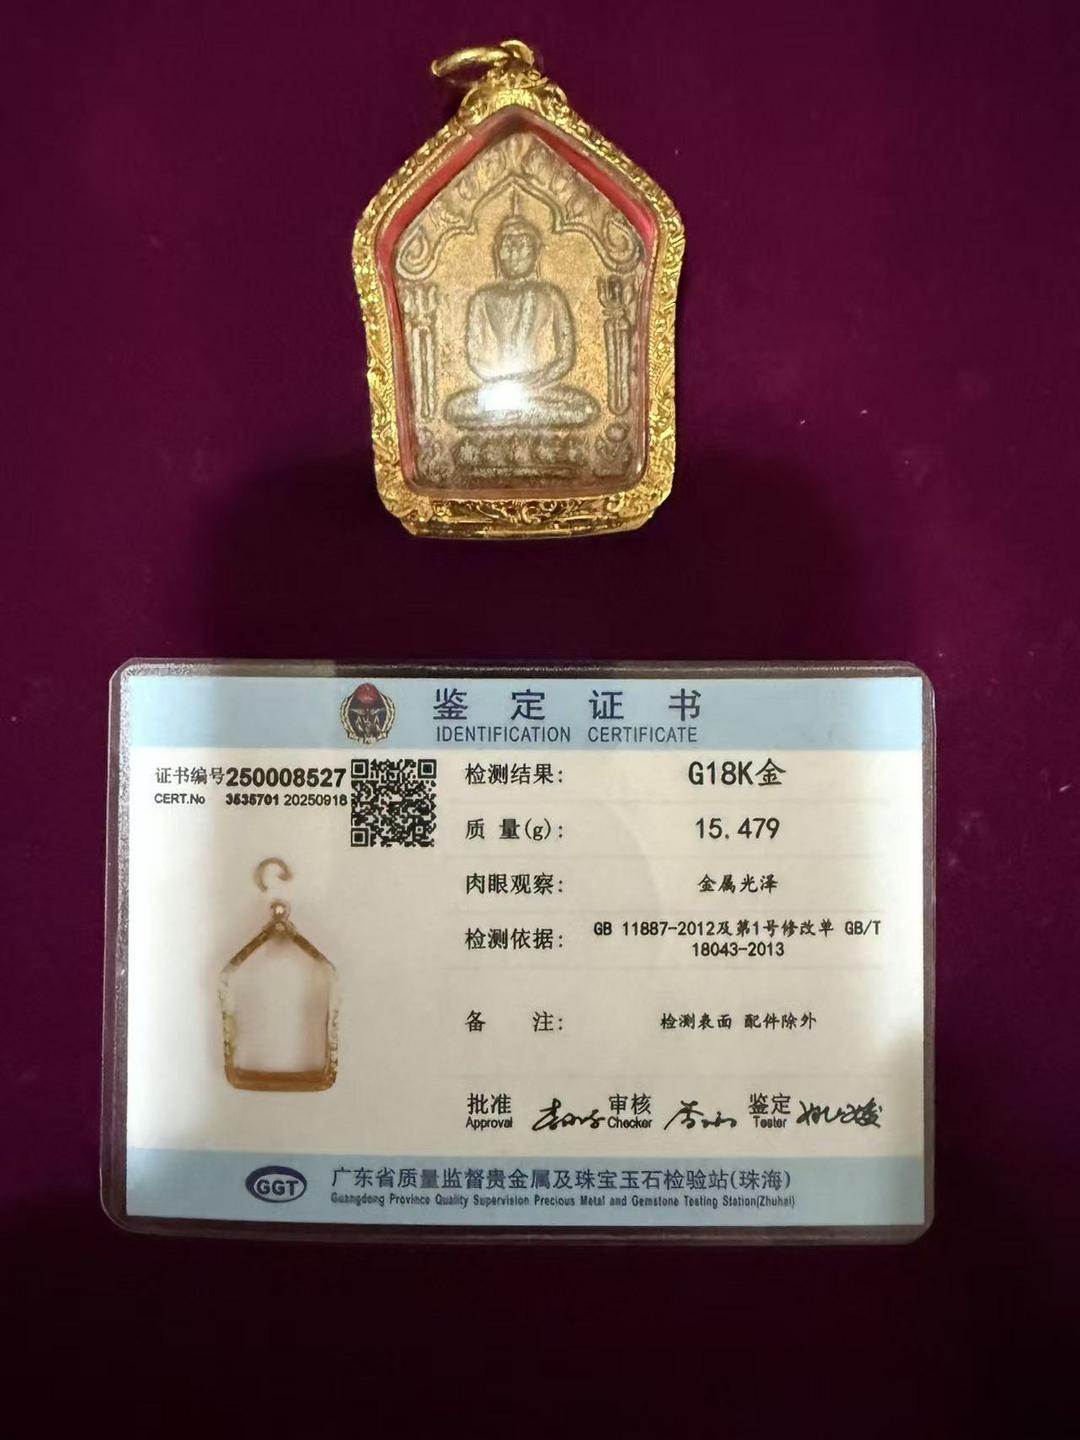 鉴定证书
IDENTIFICATION CERTIFICATE
证书编号250008527
CERT.No 3535701 20250918
检测结果: G18K金
质 量(g): 15.479
肉眼观察: 金属光泽
检测依据: GB 11887-2012及第1号修改单 GB/T
18043-2013
备 注: 检测表面 配件除外
批准 审核 鉴定
Approval Checker Tester
GGT
广东省质量监督贵金属及珠宝玉石检验站(珠海)
Guangdong Province Quality Supervision Precious Metal and Gemstone Testing Station(Zhuhai)